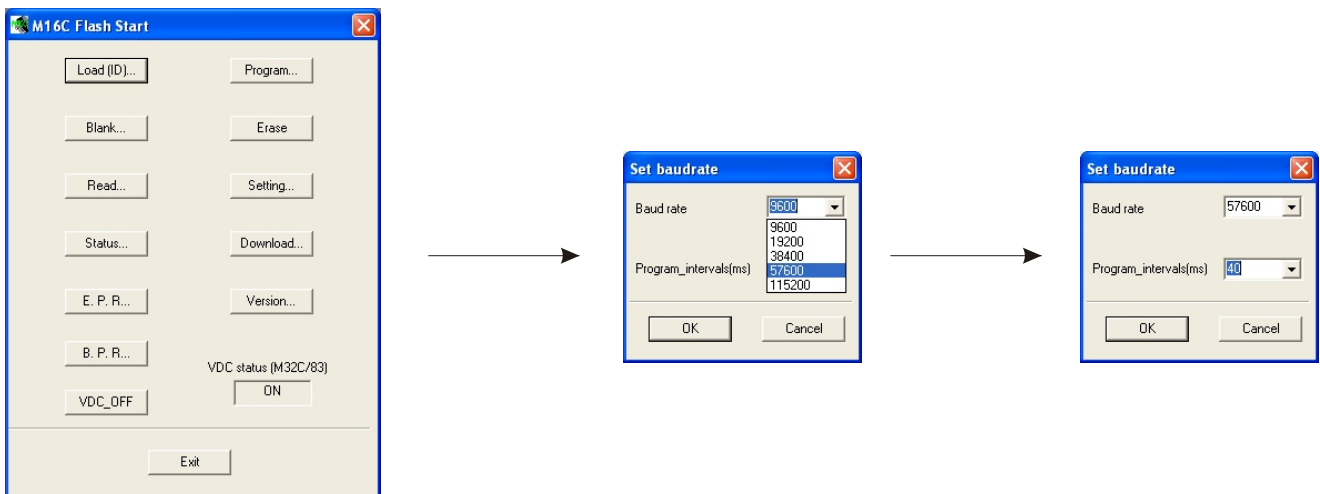 M16C Flash Start
Load (ID)... Program...
Blank... Erase
Read... Setting...
Status... Download...
E. P. R... Version...
B. P. R...
VDC status (M32C/83)
VDC_OFF ON
Exit
Set baudrate
Baud rate 9600
9600
19200
38400
Program_intervals(ms) 57600
115200
OK Cancel
Set baudrate
Baud rate 57600
Program_intervals(ms) 40
OK Cancel